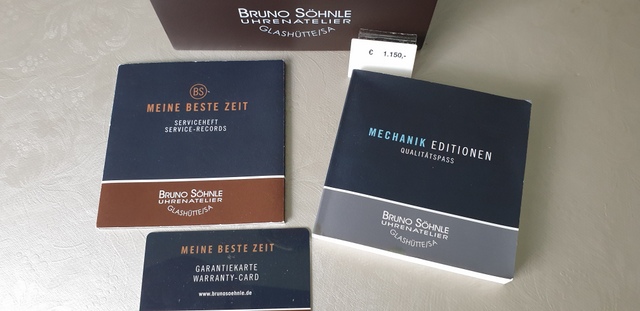 BRUNO SÖHNLE
UHRENATELIER
GLASHÜTTE/SA
€ 1.150,-
BS
MEINE BESTE ZEIT
SERVICEHEFT
SERVICE-RECORDS
BRUNO SÖHNLE
UHRENATELIER
GLASHÜTTE/SA
MECHANIK EDITIONEN
QUALITÄTSPASS
BRUNO SÖHNLE
UHRENATELIER
GLASHÜTTE/SA
MEINE BESTE ZEIT
GARANTIEKARTE
WARRANTY-CARD
www.brunosoehnle.de